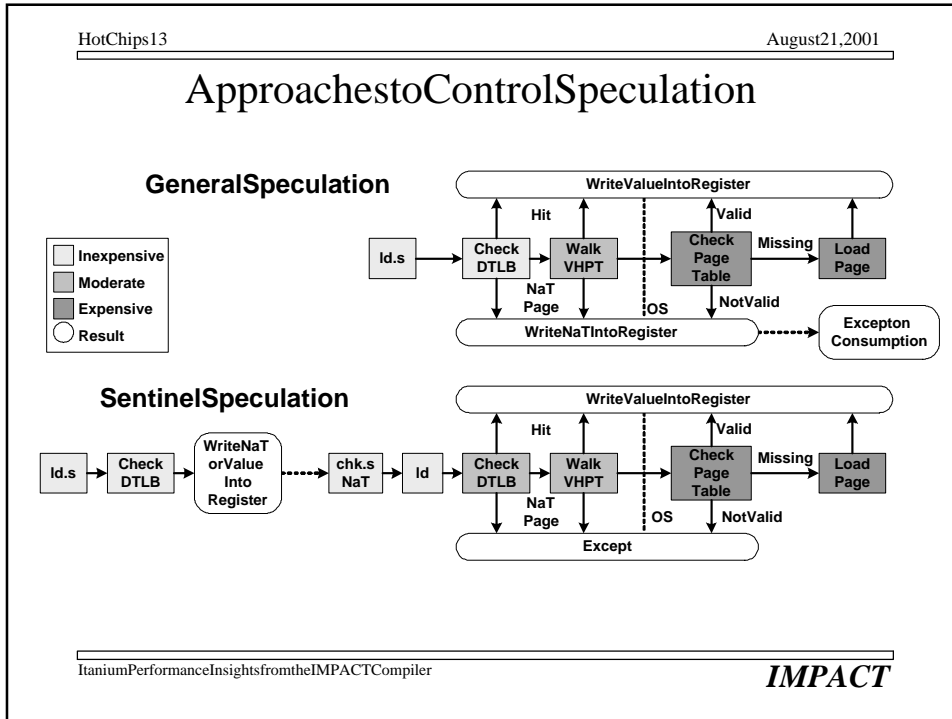 HotChips13
August21,2001
ApproachestoControlSpeculation
GeneralSpeculation
Inexpensive
Moderate
Expensive
Result
WriteValueIntoRegister
Hit
Valid
ld.s
Check
DTLB
Walk
VHPT
Check
Page
Table
Missing
Load
Page
NaT
Page
OS
NotValid
WriteNaTIntoRegister
Excepton
Consumption
SentinelSpeculation
WriteValueIntoRegister
Hit
Valid
ld.s
Check
DTLB
WriteNaT
orValue
Into
Register
chk.s
NaT
ld
Check
DTLB
Walk
VHPT
Check
Page
Table
Missing
Load
Page
NaT
Page
OS
NotValid
Except
ItaniumPerformanceInsightsfromtheIMPACTCompiler
IMPACT